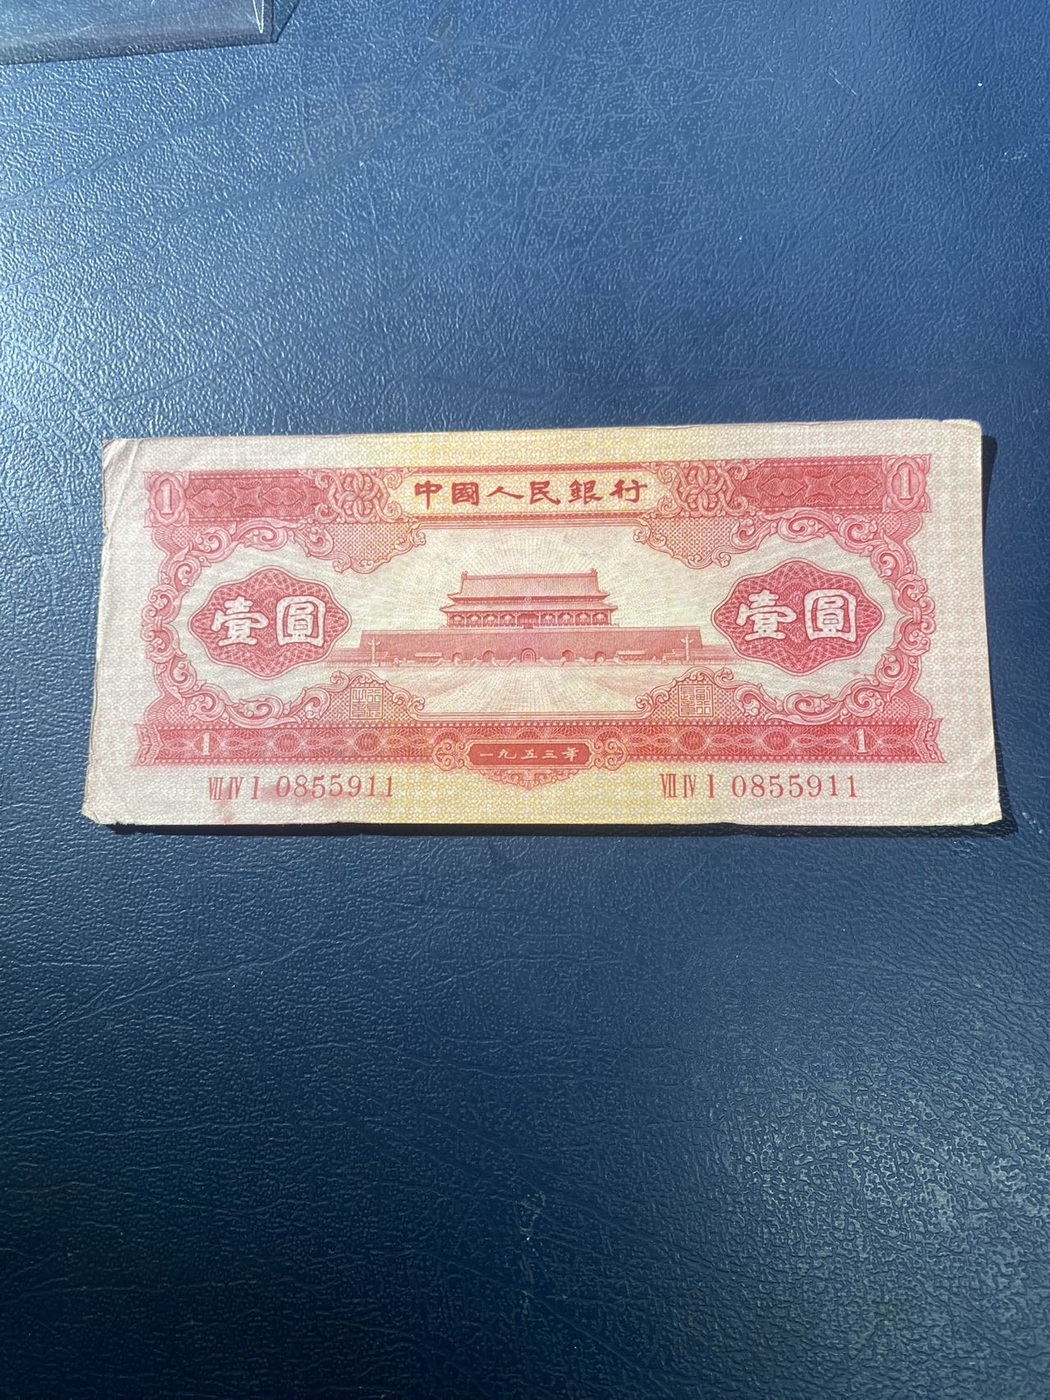 1 中國人民銀行 1
壹圓 壹圓
1 一九五三年 1
VII IV I 0855911 VII IV I 0855911